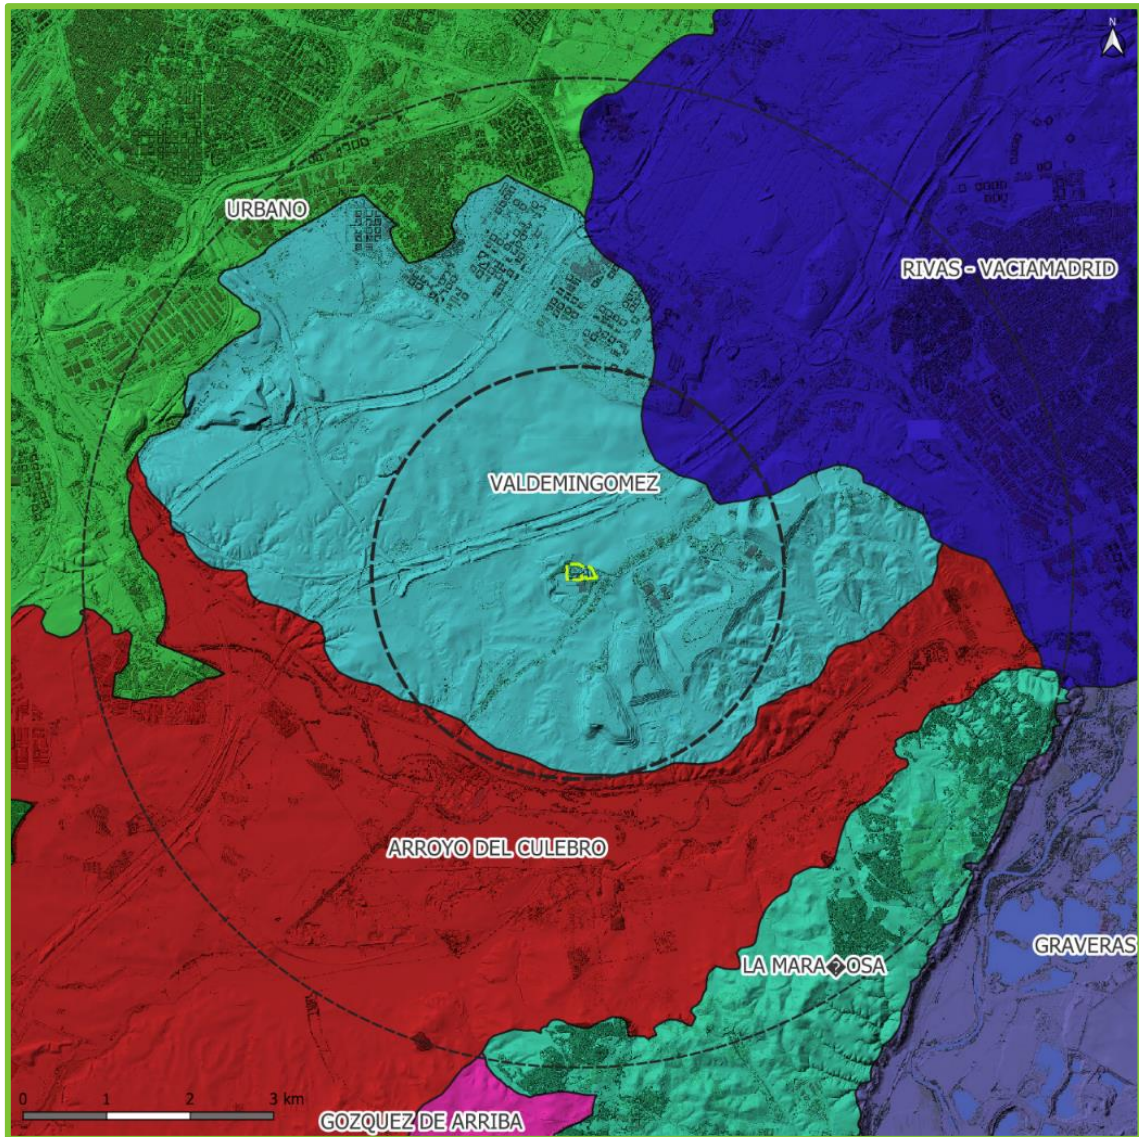 N
URBANO
RIVAS - VACIAMADRID
VALDEMINGOMEZ
ARROYO DEL CULEBRO
GRAVERAS
LA MARA�OSA
0 1 2 3 km
GOZQUEZ DE ARRIBA